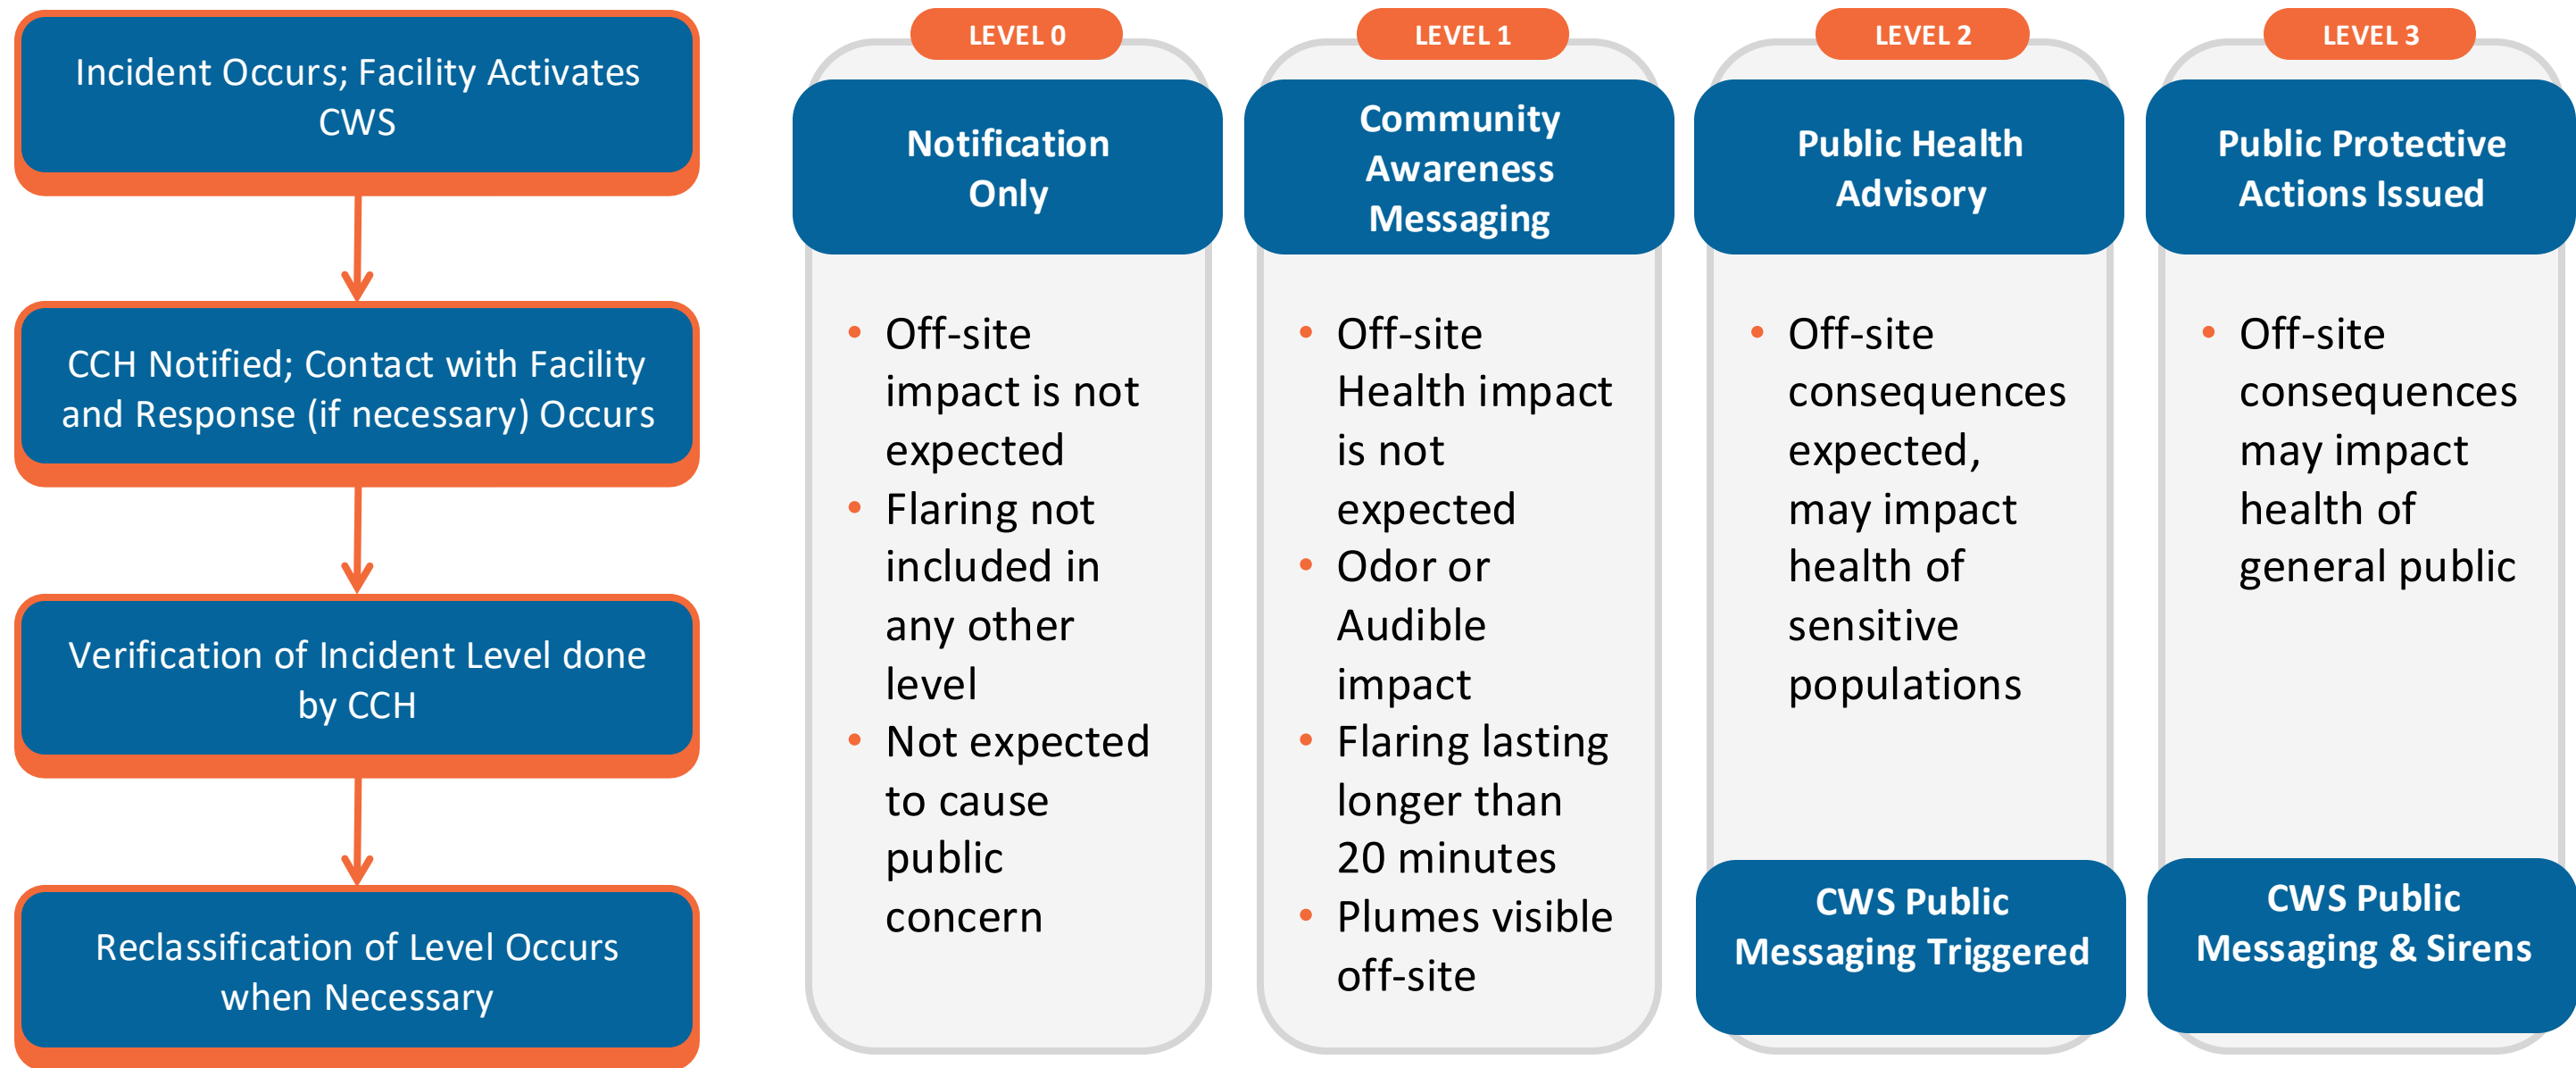 Incident Occurs; Facility Activates
CWS
CCH Notified; Contact with Facility
and Response (if necessary) Occurs
Verification of Incident Level done
by CCH
Reclassification of Level Occurs
when Necessary
LEVEL 0
Notification
Only
• Off-site
impact is not
expected
• Flaring not
included in
any other
level
• Not expected
to cause
public
concern
LEVEL 1
Community
Awareness
Messaging
• Off-site
Health impact
is not
expected
• Odor or
Audible
impact
• Flaring lasting
longer than
20 minutes
• Plumes visible
off-site
LEVEL 2
Public Health
Advisory
• Off-site
consequences
expected,
may impact
health of
sensitive
populations
CWS Public
Messaging Triggered
LEVEL 3
Public Protective
Actions Issued
• Off-site
consequences
may impact
health of
general public
CWS Public
Messaging & Sirens